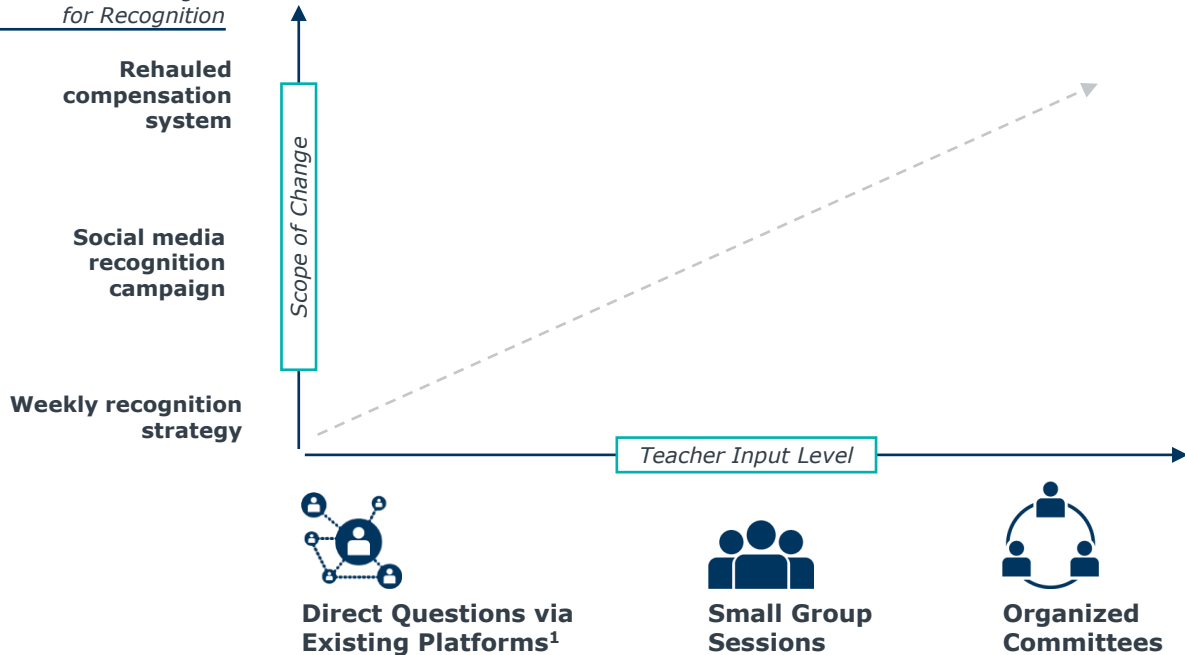 for Recognition
Rehauled
compensation
system
Scope of Change
Social media
recognition
campaign
Weekly recognition
strategy
Teacher Input Level
Direct Questions via
Existing Platforms¹
Small Group
Sessions
Organized
Committees